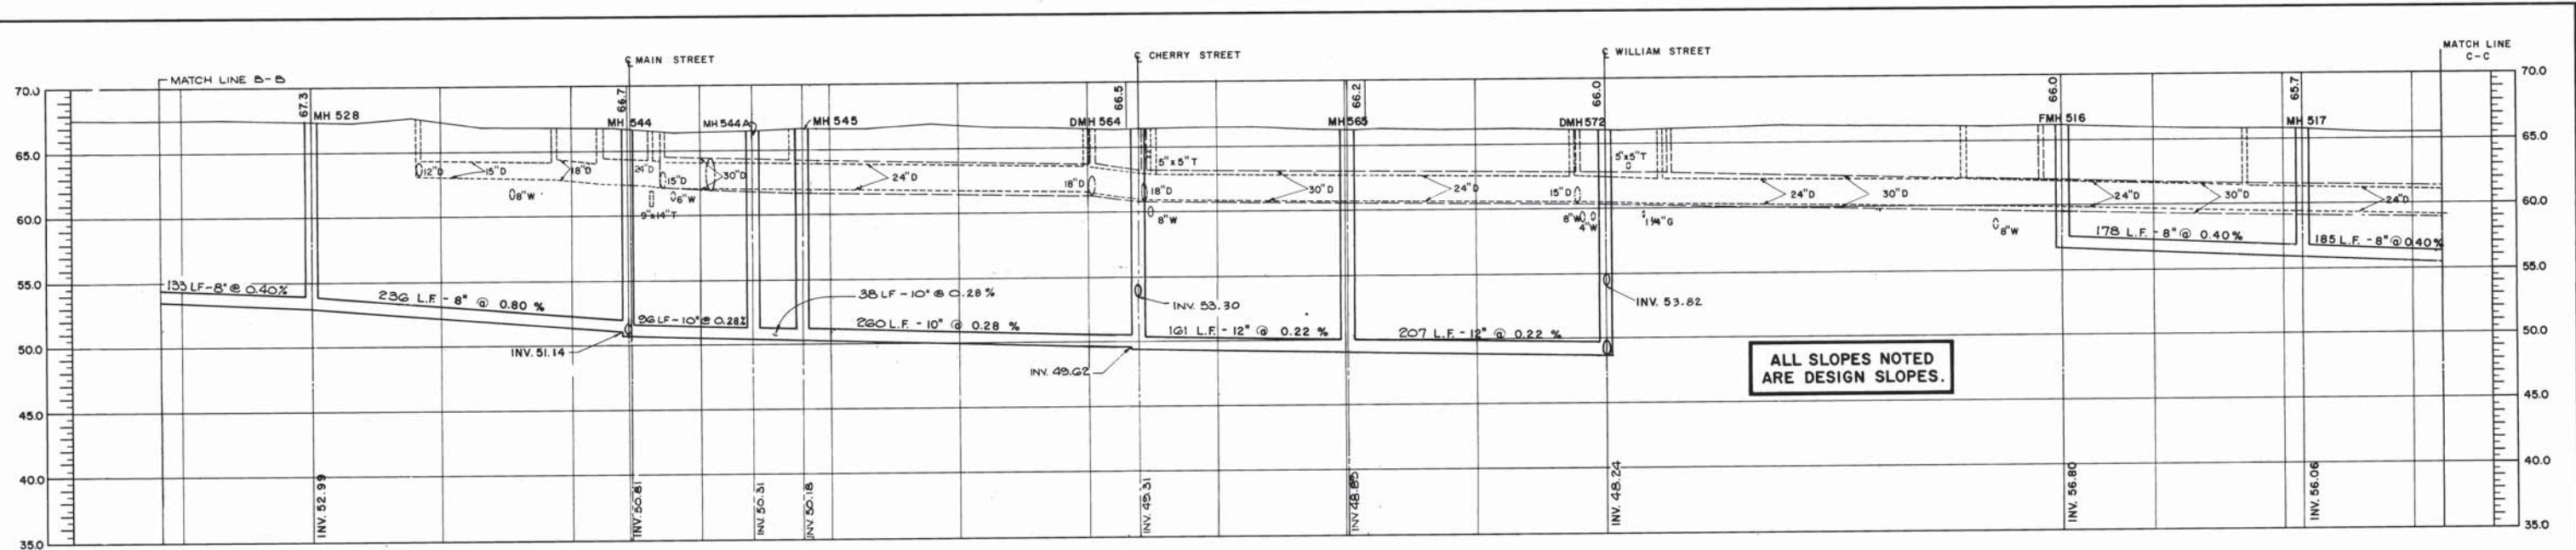 MATCH LINE B-B
℄ MAIN STREET
℄ CHERRY STREET
℄ WILLIAM STREET
MATCH LINE
C-C
70.0
67.3
66.7
66.5
66.2
66.0
66.0
65.7
70.0
MH 528
MH 544
MH 544A
MH 545
DMH 564
MH 565
DMH 572
FMH 516
MH 517
65.0
65.0
12"D
15"D
18"D
24"D
15"D
30"D
24"D
18"D
5"x5"T
18"D
30"D
24"D
15"D
5"x5"T
24"D
30"D
24"D
30"D
24"D
8"W
6"W
9"x14"T
8"W
8"W
4"W
1 1/4"G
8"W
60.0
60.0
178 L.F. - 8" @ 0.40%
185 L.F. - 8" @ 0.40%
55.0
55.0
133 LF - 8" @ 0.40%
236 L.F. - 8" @ 0.80 %
96 LF - 10" @ 0.28%
38 LF - 10" @ 0.28%
260 L.F. - 10" @ 0.28 %
INV. 53.30
161 L.F. - 12" @ 0.22 %
207 L.F. - 12" @ 0.22 %
INV. 53.82
50.0
INV. 51.14
INV. 49.62
50.0
ALL SLOPES NOTED
ARE DESIGN SLOPES.
45.0
45.0
40.0
40.0
INV. 52.99
INV. 50.81
INV. 50.31
INV. 50.18
INV. 49.31
INV. 48.85
INV. 48.24
INV. 56.80
INV. 56.06
35.0
35.0